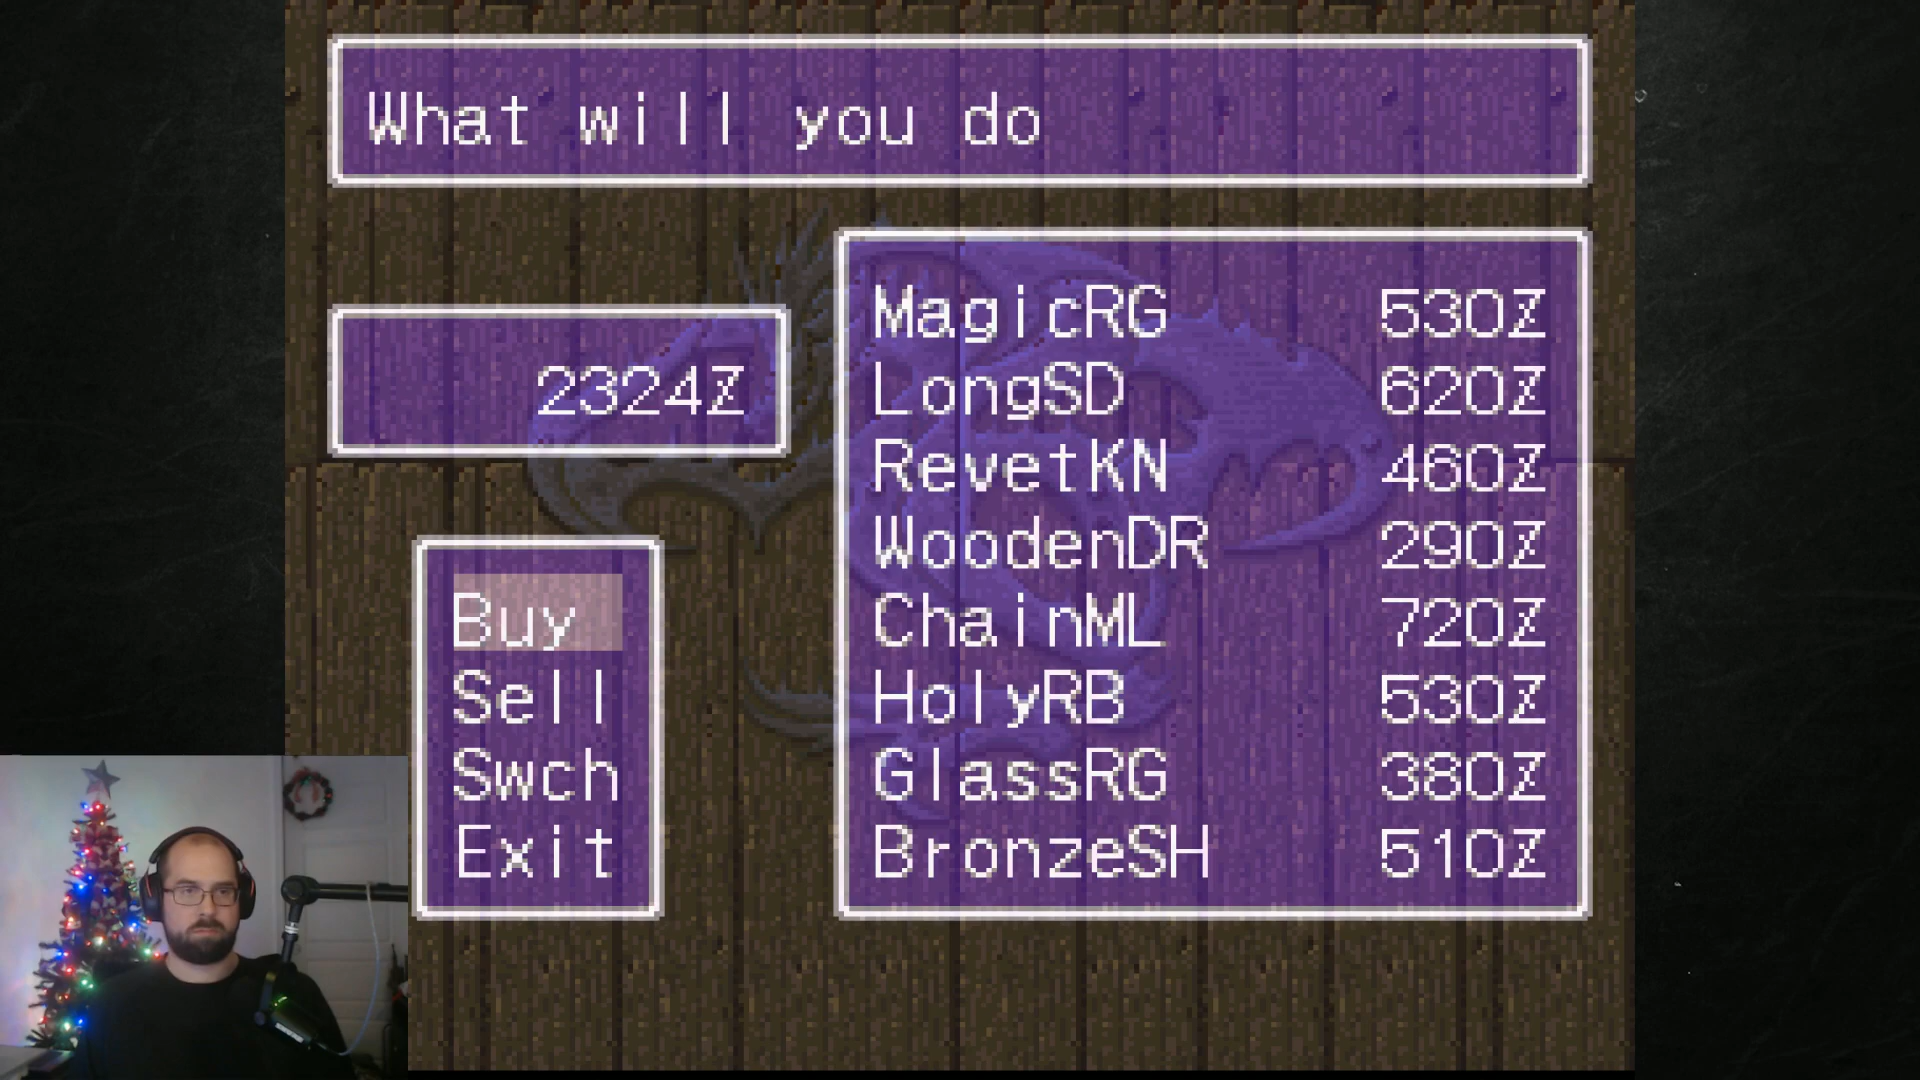 What will you do
2324Z
Buy
Sell
Swch
Exit
MagicRG 530Z
LongSD 620Z
RevetKN 460Z
WoodenDR 290Z
ChainML 720Z
HolyRB 530Z
GlassRG 380Z
BronzeSH 510Z